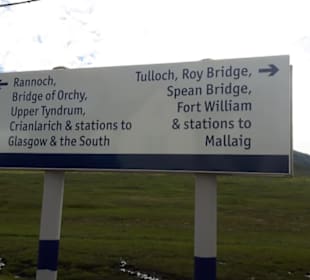 ← Rannoch,
Bridge of Orchy,
Upper Tyndrum,
Crianlarich & stations to
Glasgow & the South
Tulloch, Roy Bridge, →
Spean Bridge,
Fort William
& stations to
Mallaig